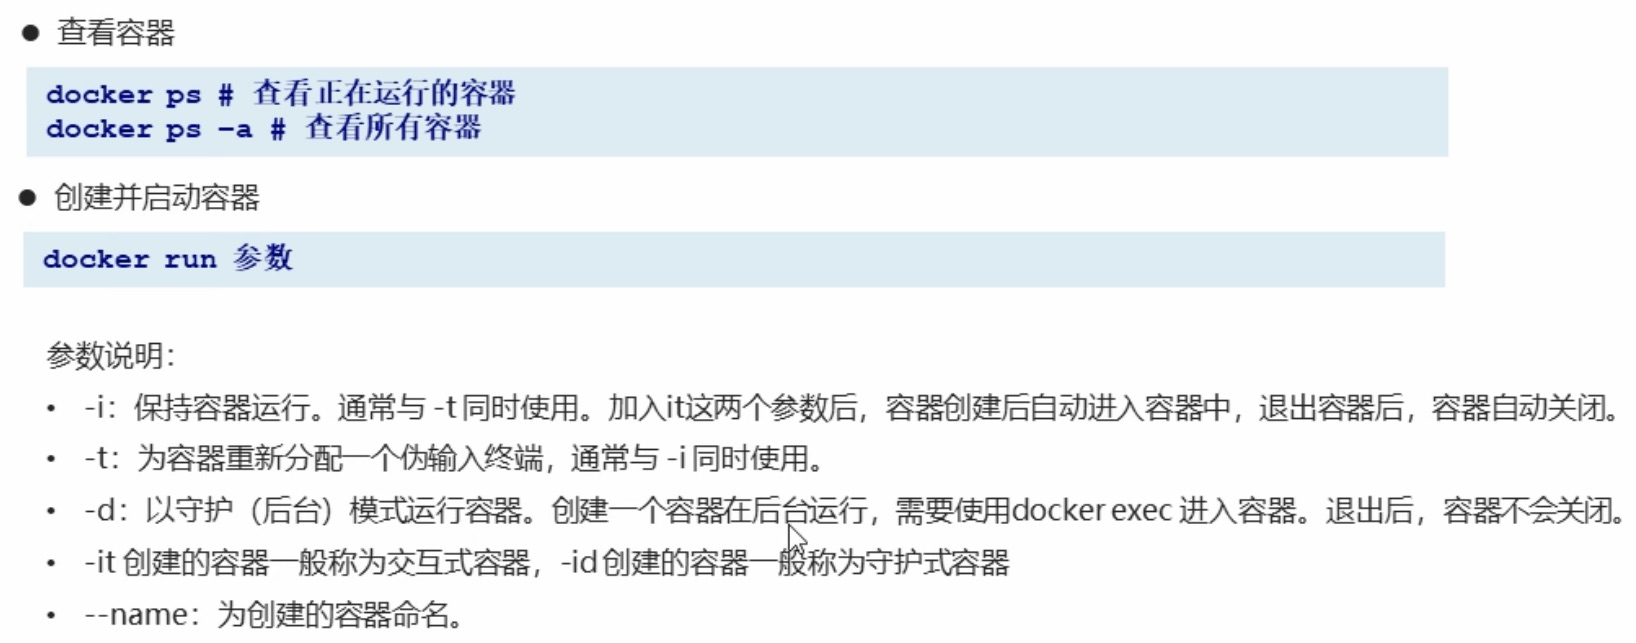 ● 查看容器
docker ps # 查看正在运行的容器
docker ps –a # 查看所有容器
● 创建并启动容器
docker run 参数
参数说明：
• -i：保持容器运行。通常与 -t 同时使用。加入it这两个参数后，容器创建后自动进入容器中，退出容器后，容器自动关闭。
• -t：为容器重新分配一个伪输入终端，通常与 -i 同时使用。
• -d：以守护（后台）模式运行容器。创建一个容器在后台运行，需要使用docker exec 进入容器。退出后，容器不会关闭。
• -it 创建的容器一般称为交互式容器，-id 创建的容器一般称为守护式容器
• --name：为创建的容器命名。